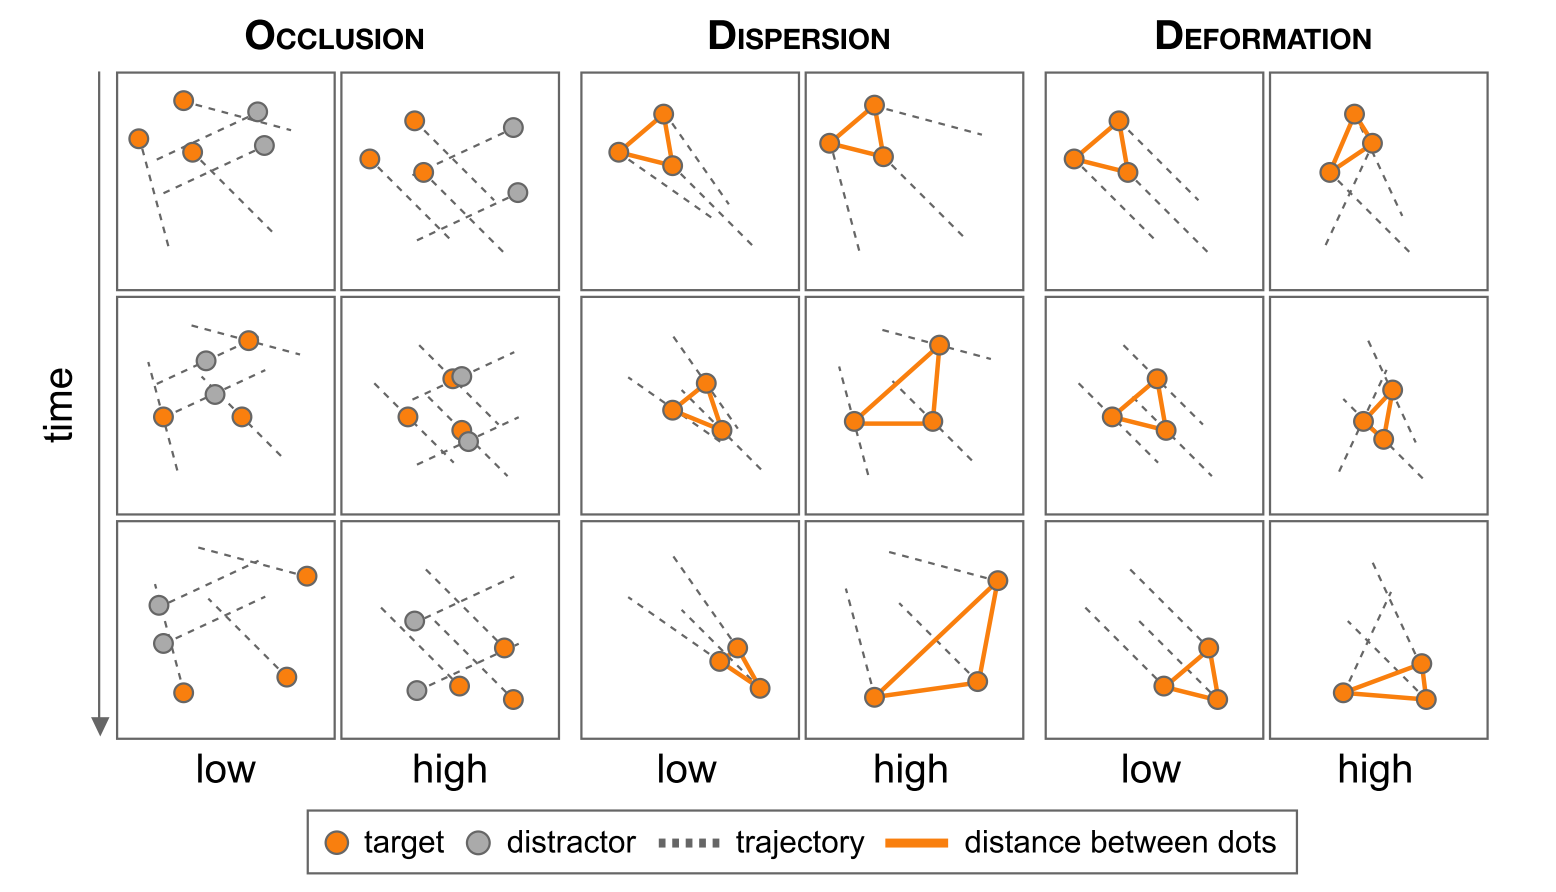 OCCLUSION
DISPERSION
DEFORMATION
time
low
high
low
high
low
high
target
distractor
trajectory
distance between dots